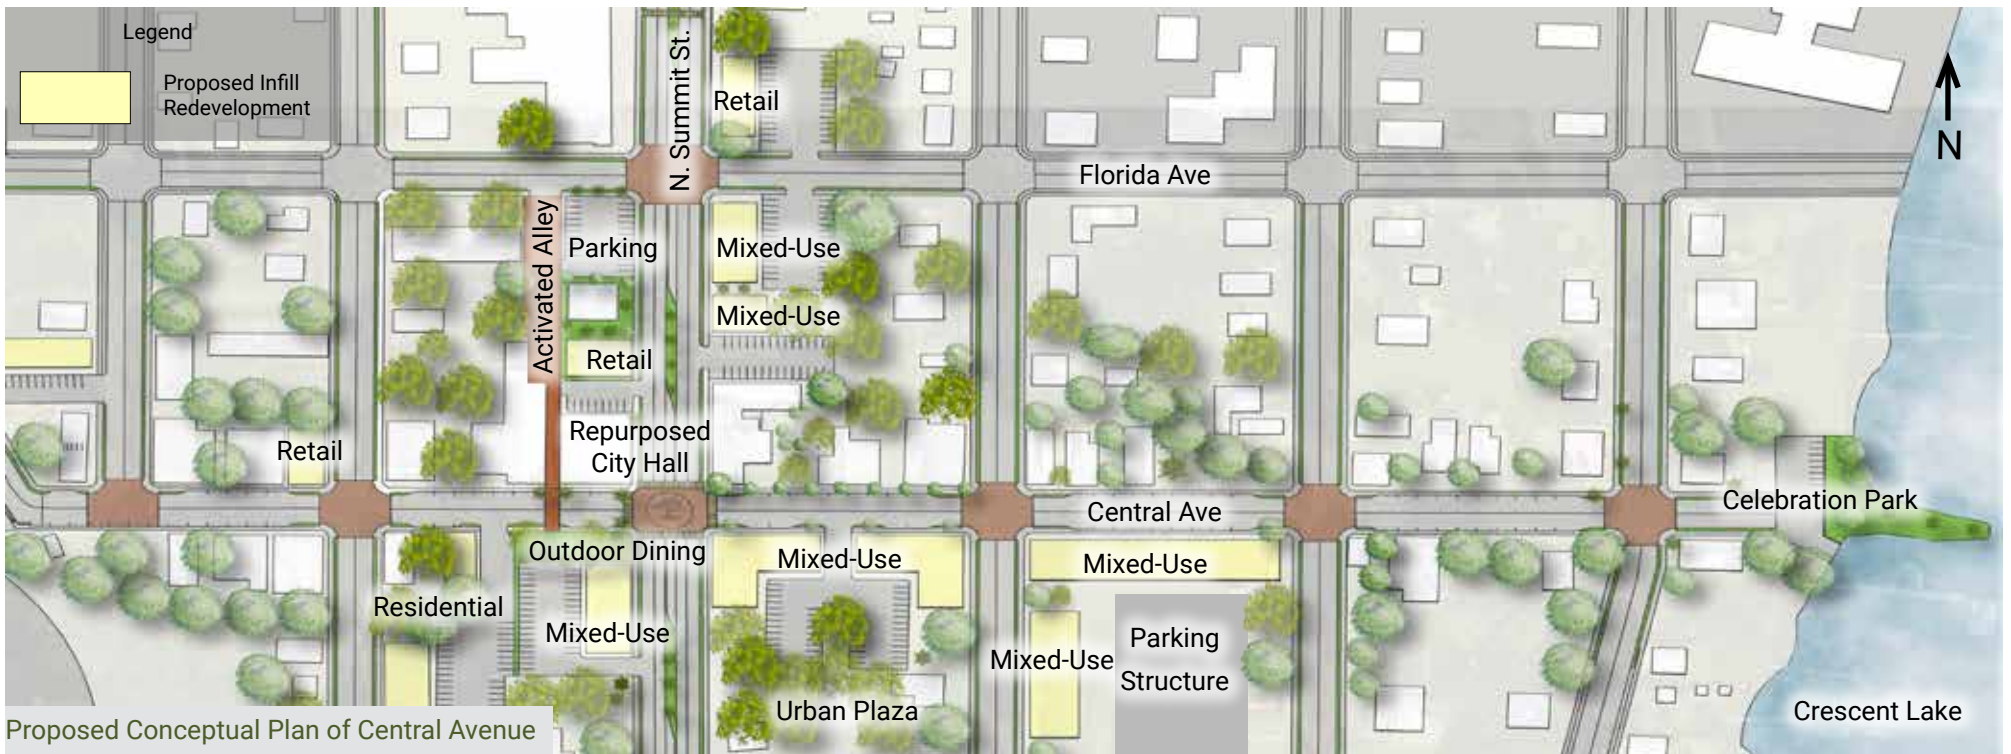 Legend
Proposed Infill
Redevelopment
N. Summit St.
Retail
N
Florida Ave
Activated Alley
Parking
Mixed-Use
Mixed-Use
Retail
Repurposed
City Hall
Retail
Central Ave
Celebration Park
Outdoor Dining
Mixed-Use
Mixed-Use
Residential
Mixed-Use
Mixed-Use
Parking
Structure
Urban Plaza
Crescent Lake
Proposed Conceptual Plan of Central Avenue